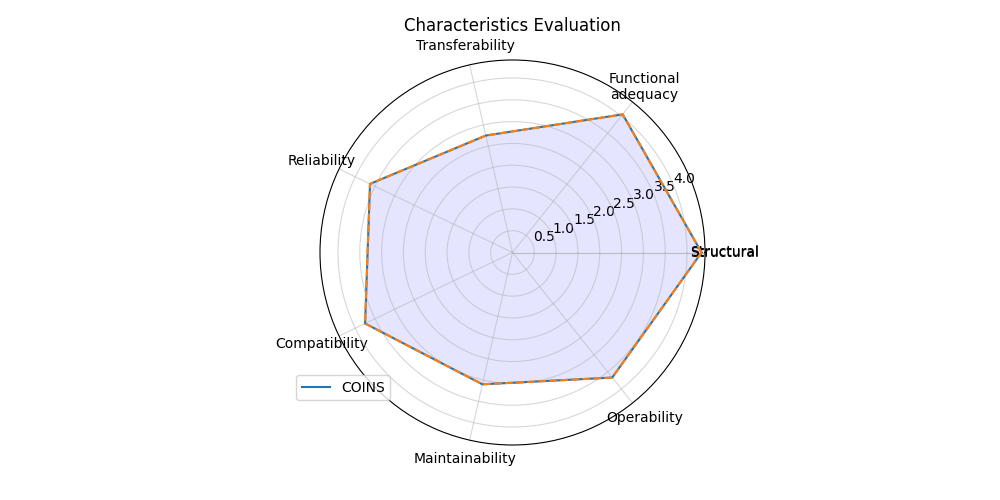 Characteristics Evaluation
Transferability
Functional
adequacy
Reliability
4.0
3.5
3.0
2.5
2.0
1.5
1.0
0.5
Structural
Compatibility
COINS
Operability
Maintainability